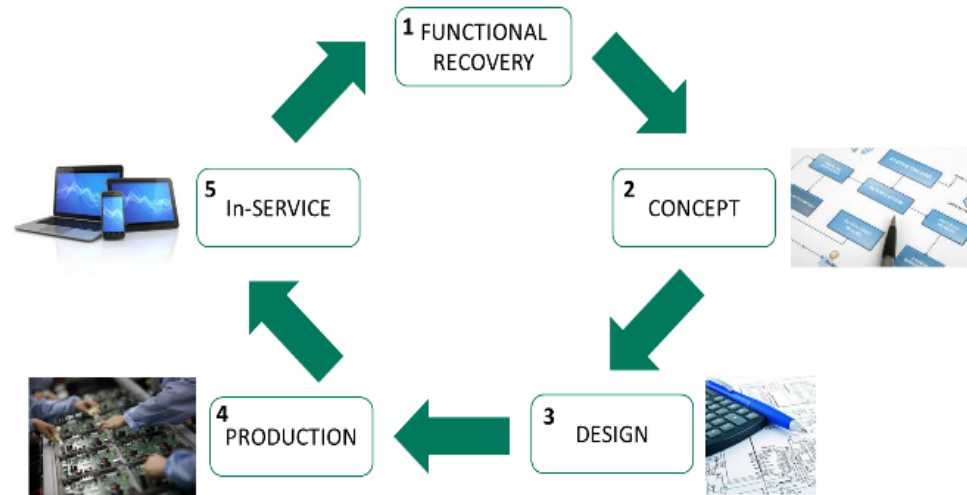 1 FUNCTIONAL
RECOVERY
2
CONCEPT
3
DESIGN
4
PRODUCTION
5
In-SERVICE